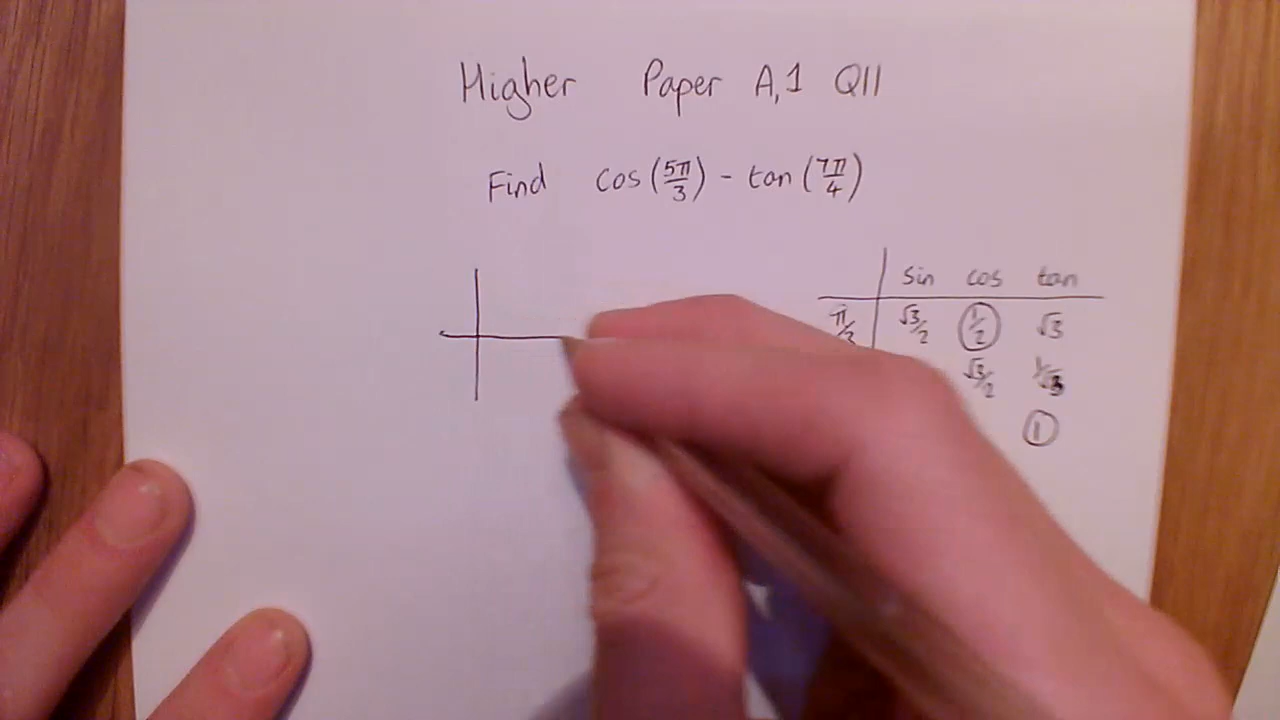 Higher Paper A,1 Q11
Find cos(5π/3) - tan(7π/4)
sin cos tan
π/3 √3/2 1/2 √3
√3/2 1/√3
1